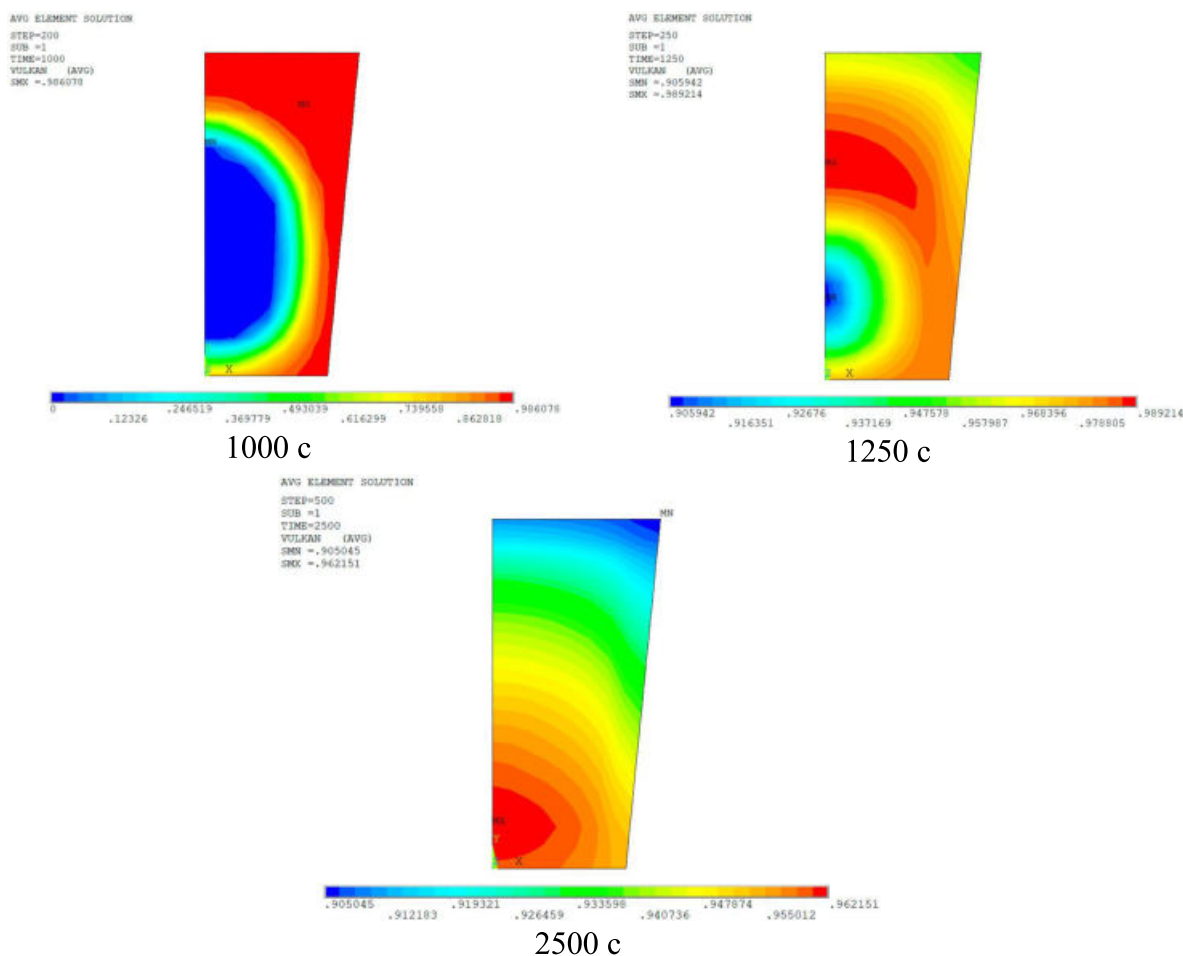 AVG ELEMENT SOLUTION
STEP=200
SUB =1
TIME=1000
VULKAN (AVG)
SMX =.986078
MX
MN
X
0 .12326 .246519 .369779 .493039 .616299 .739558 .862818 .986078
1000 с
AVG ELEMENT SOLUTION
STEP=250
SUB =1
TIME=1250
VULKAN (AVG)
SMN =.905942
SMX =.989214
MX
MN
X
.905942 .916351 .92676 .937169 .947578 .957987 .968396 .978805 .989214
1250 с
AVG ELEMENT SOLUTION
STEP=500
SUB =1
TIME=2500
VULKAN (AVG)
SMN =.905045
SMX =.962151
MN
MX
Y
X
.905045 .912183 .919321 .926459 .933598 .940736 .947874 .955012 .962151
2500 с